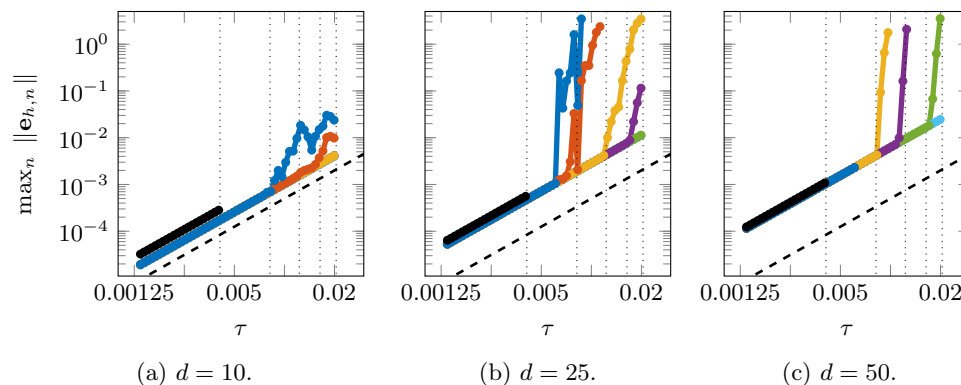 10^0
10^{-1}
10^{-2}
10^{-3}
10^{-4}
max_n ‖e_{h,n}‖
0.00125 0.005 0.02
0.00125 0.005 0.02
0.00125 0.005 0.02
τ τ τ
(a) d = 10. (b) d = 25. (c) d = 50.